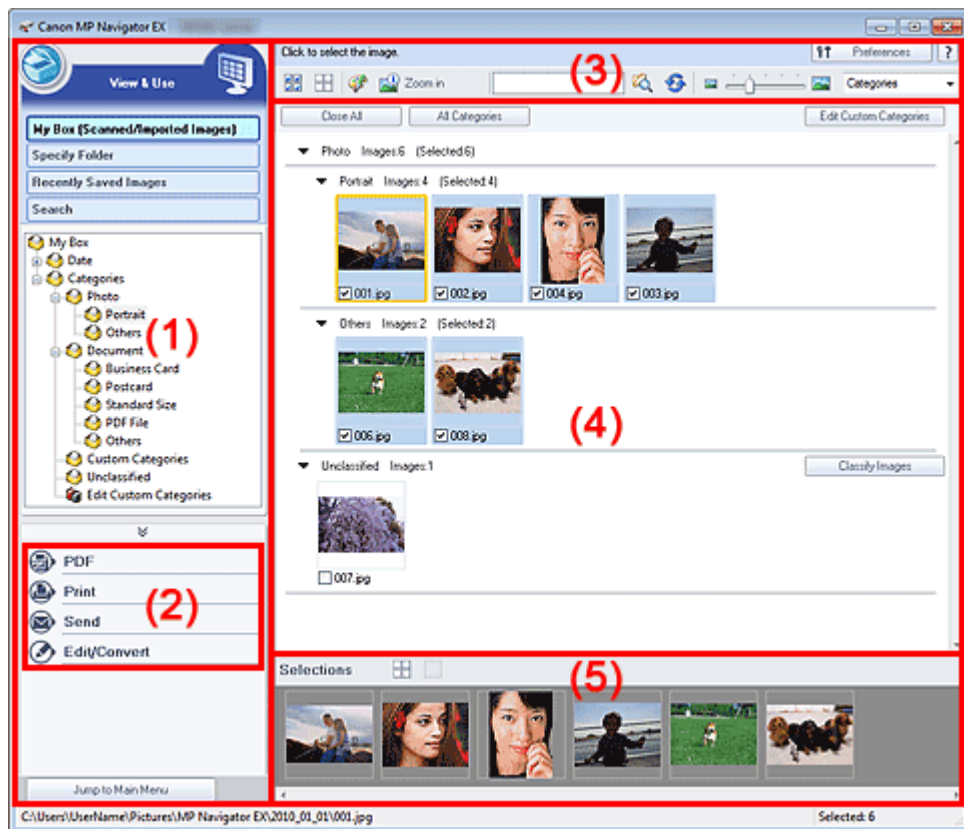 Canon MP Navigator EX
View & Use
My Box (Scanned/Imported Images)
Specify Folder
Recently Saved Images
Search
My Box
Date
Categories
Photo
Portrait
Others
Document
Business Card
Postcard
Standard Size
PDF File
Others
Custom Categories
Unclassified
Edit Custom Categories
(1)
PDF
Print
Send
Edit/Convert
(2)
Jump to Main Menu
Click to select the image.
Preferences
?
Zoom in
Categories
(3)
Close All
All Categories
Edit Custom Categories
Photo Images:6 (Selected:6)
Portrait Images:4 (Selected:4)
001.jpg
002.jpg
004.jpg
003.jpg
Others Images:2 (Selected:2)
006.jpg
008.jpg
(4)
Unclassified Images:1
Classify Images
007.jpg
Selections
(5)
C:\Users\UserName\Pictures\MP Navigator EX\2010_01_01\001.jpg
Selected: 6